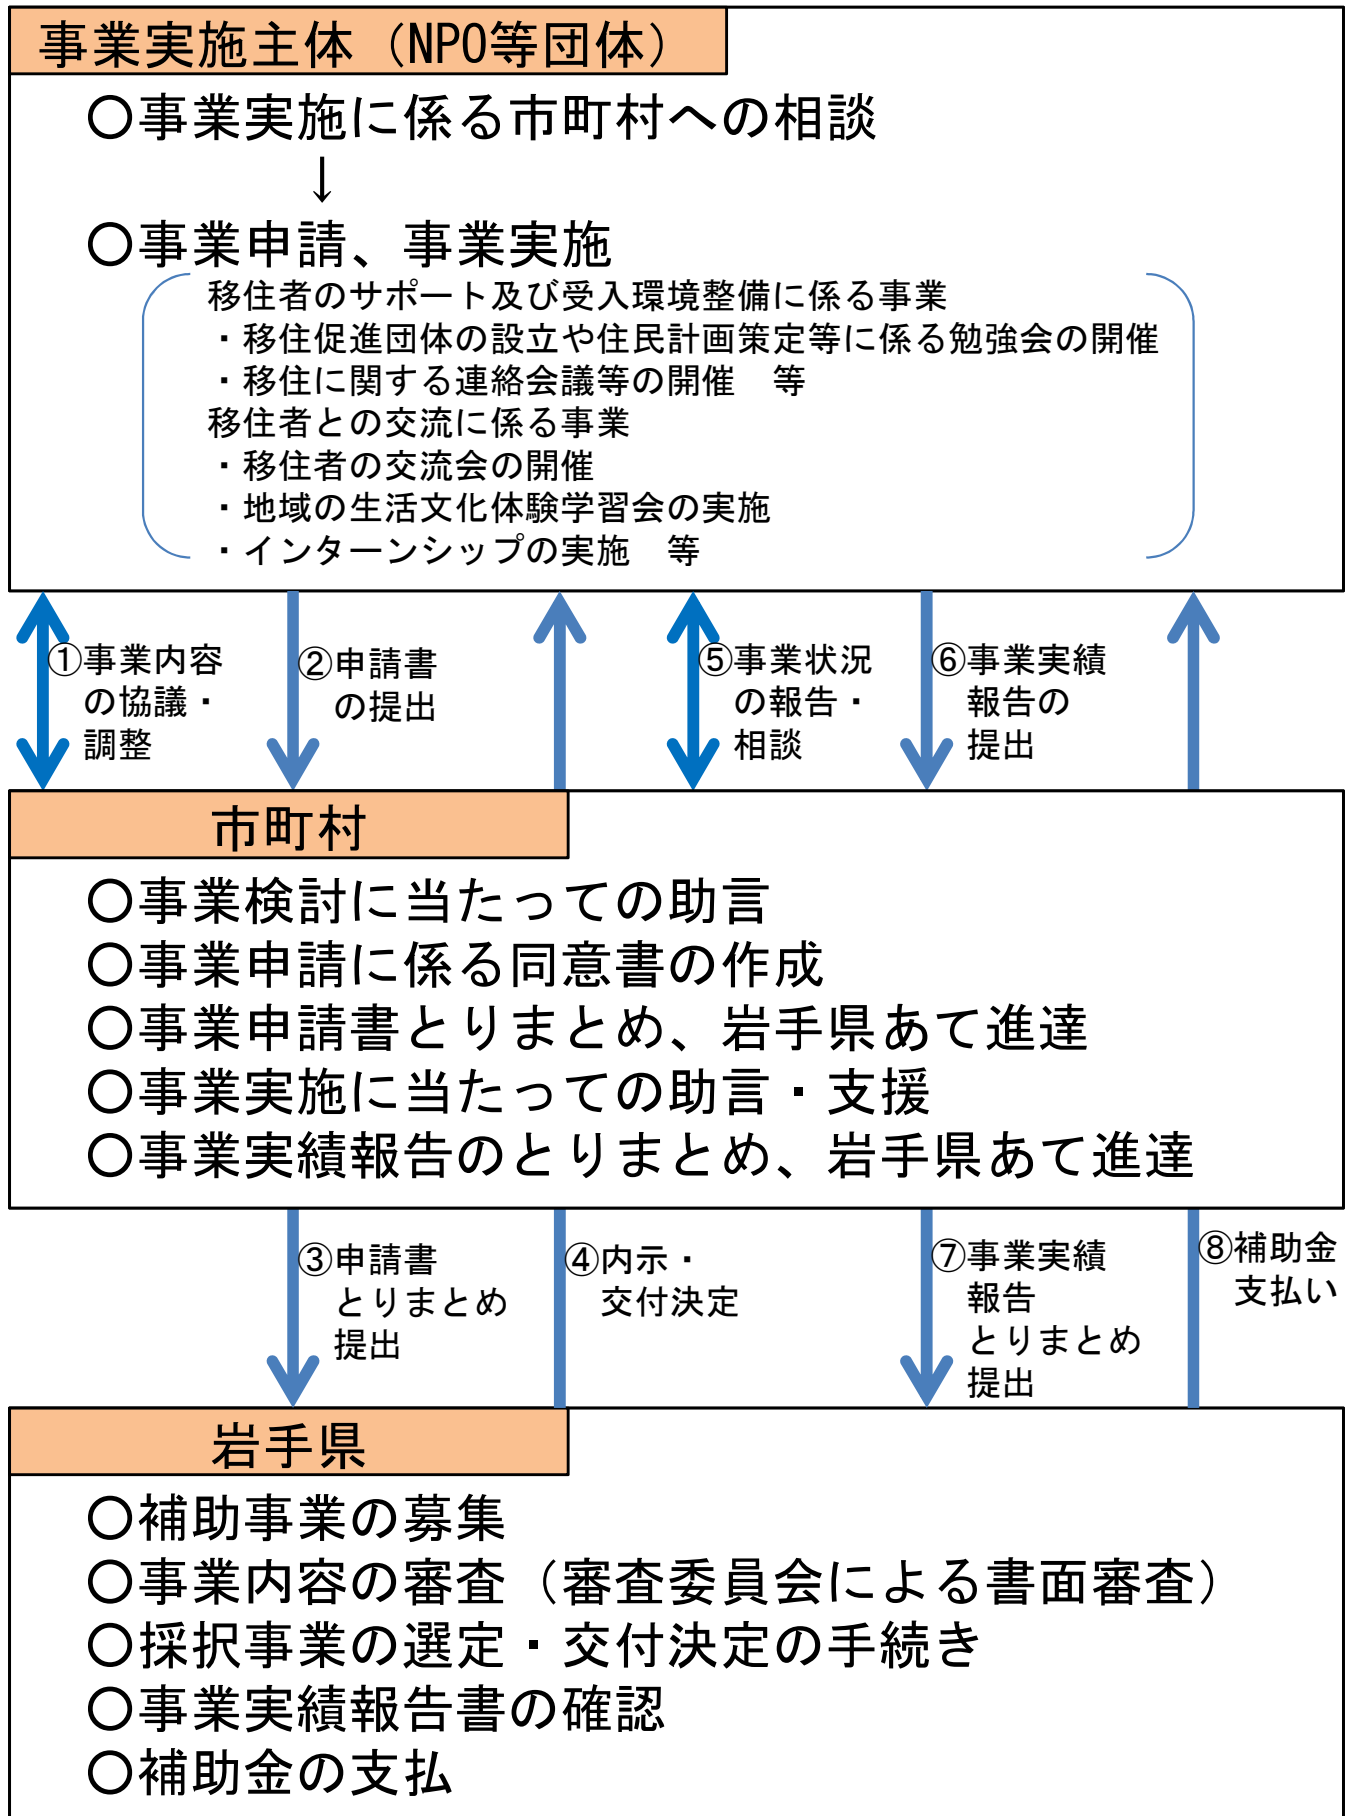 事業実施主体（NPO等団体）
○事業実施に係る市町村への相談
↓
○事業申請、事業実施
移住者のサポート及び受入環境整備に係る事業
・移住促進団体の設立や住民計画策定等に係る勉強会の開催
・移住に関する連絡会議等の開催　等
移住者との交流に係る事業
・移住者の交流会の開催
・地域の生活文化体験学習会の実施
・インターンシップの実施　等
①事業内容
の協議・
調整
②申請書
の提出
⑤事業状況
の報告・
相談
⑥事業実績
報告の
提出
市町村
○事業検討に当たっての助言
○事業申請に係る同意書の作成
○事業申請書とりまとめ、岩手県あて進達
○事業実施に当たっての助言・支援
○事業実績報告のとりまとめ、岩手県あて進達
③申請書
とりまとめ
提出
④内示・
交付決定
⑦事業実績
報告
とりまとめ
提出
⑧補助金
支払い
岩手県
○補助事業の募集
○事業内容の審査（審査委員会による書面審査）
○採択事業の選定・交付決定の手続き
○事業実績報告書の確認
○補助金の支払